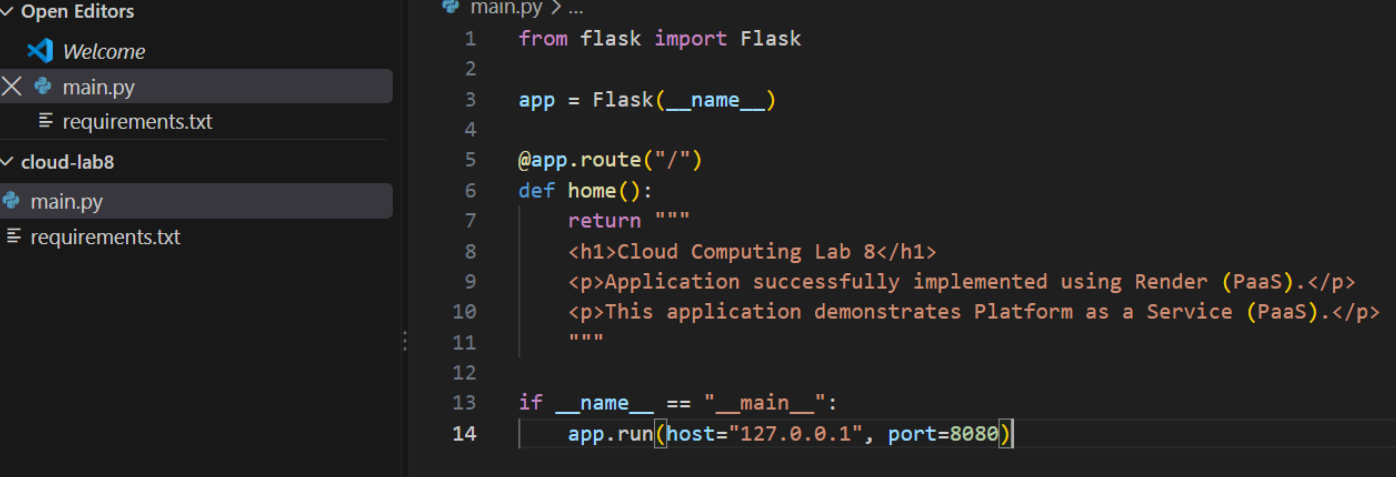 Open Editors
Welcome
main.py
requirements.txt
cloud-lab8
main.py
requirements.txt
main.py > ...
1 from flask import Flask
2
3 app = Flask(__name__)
4
5 @app.route("/")
6 def home():
7     return """
8     <h1>Cloud Computing Lab 8</h1>
9     <p>Application successfully implemented using Render (PaaS).</p>
10     <p>This application demonstrates Platform as a Service (PaaS).</p>
11     """
12
13 if __name__ == "__main__":
14     app.run(host="127.0.0.1", port=8080)